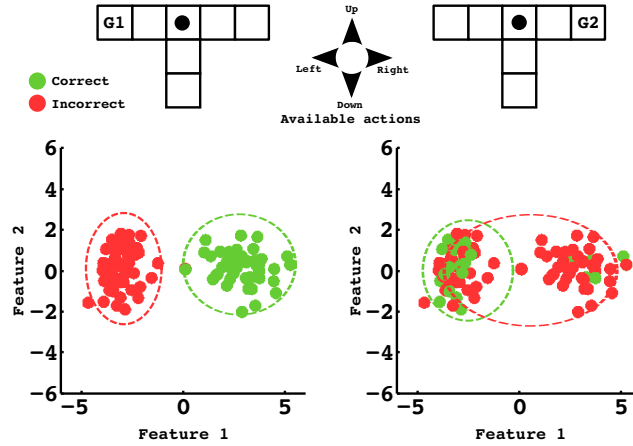 G1
G2
Up
Left
Right
Down
Available actions
Correct
Incorrect
6
4
2
0
−2
−4
−6
Feature 2
−5
0
5
Feature 1
6
4
2
0
−2
−4
−6
Feature 2
−5
0
5
Feature 1